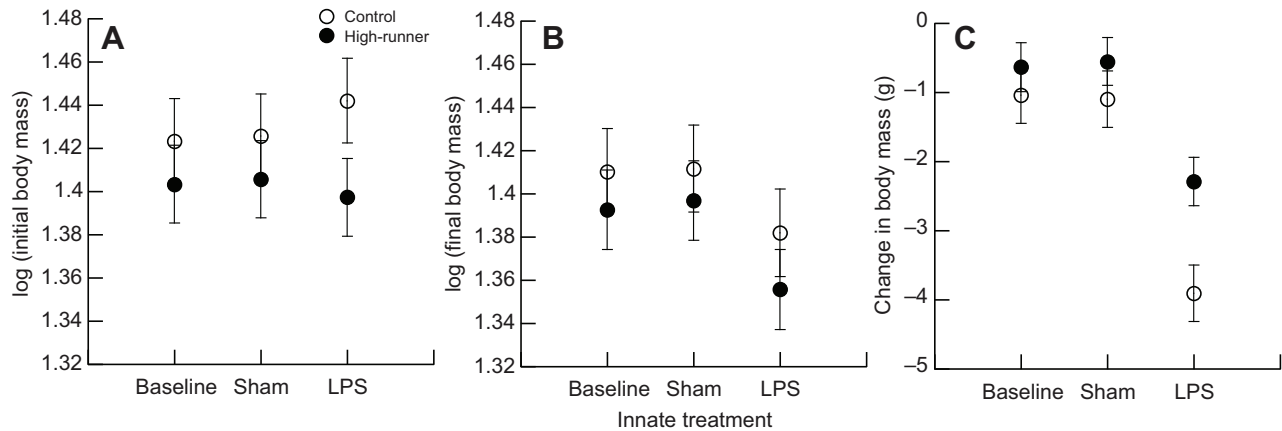 A
Control
High-runner
log (initial body mass)
1.48
1.46
1.44
1.42
1.4
1.38
1.36
1.34
1.32
Baseline Sham LPS
B
log (final body mass)
1.48
1.46
1.44
1.42
1.4
1.38
1.36
1.34
1.32
Baseline Sham LPS
Innate treatment
C
Change in body mass (g)
0
–1
–2
–3
–4
–5
Baseline Sham LPS